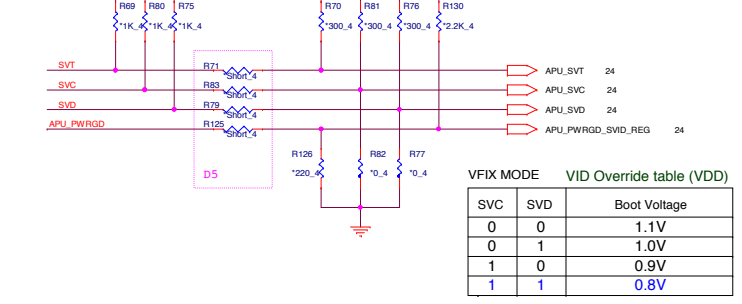 R69 R80 R75 R70 R81 R76 R130
*1K_4 *1K_4 *1K_4 *300_4 *300_4 *300_4 *2.2K_4
SVT R71 Short_4 APU_SVT 24
SVC R83 Short_4 APU_SVC 24
SVD R79 Short_4 APU_SVD 24
APU_PWRGD R125 Short_4 APU_PWRGD_SVID_REG 24
R126 R82 R77
*220_4 *0_4 *0_4
D5
VFIX MODE VID Override table (VDD)
SVC SVD Boot Voltage
0 0 1.1V
0 1 1.0V
1 0 0.9V
1 1 0.8V